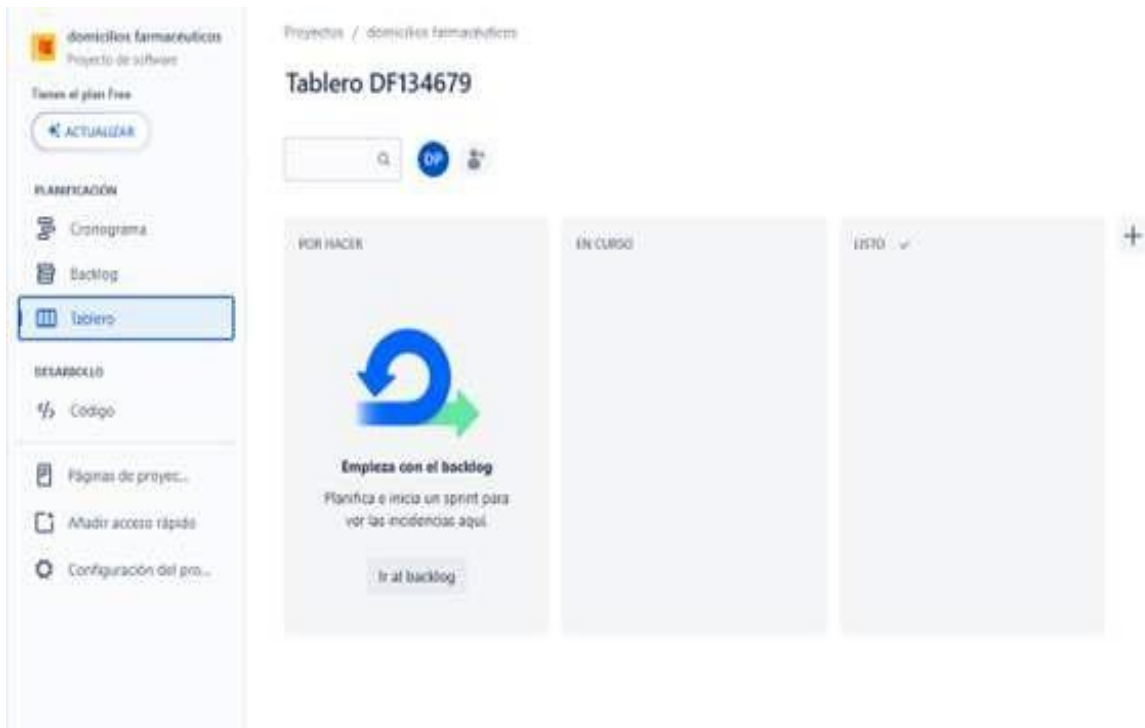 domicilios farmacéuticos
Proyecto de software
Tienes el plan Free
ACTUALIZAR
PLANIFICACIÓN
Cronograma
Backlog
Tablero
DESARROLLO
Código
Páginas de proyec...
Añadir acceso rápido
Configuración del pro...
Proyectos / domicilios farmacéuticos
Tablero DF134679
DP
POR HACER
Empieza con el backlog
Planifica e inicia un sprint para
ver las incidencias aquí.
Ir al backlog
EN CURSO
LISTO